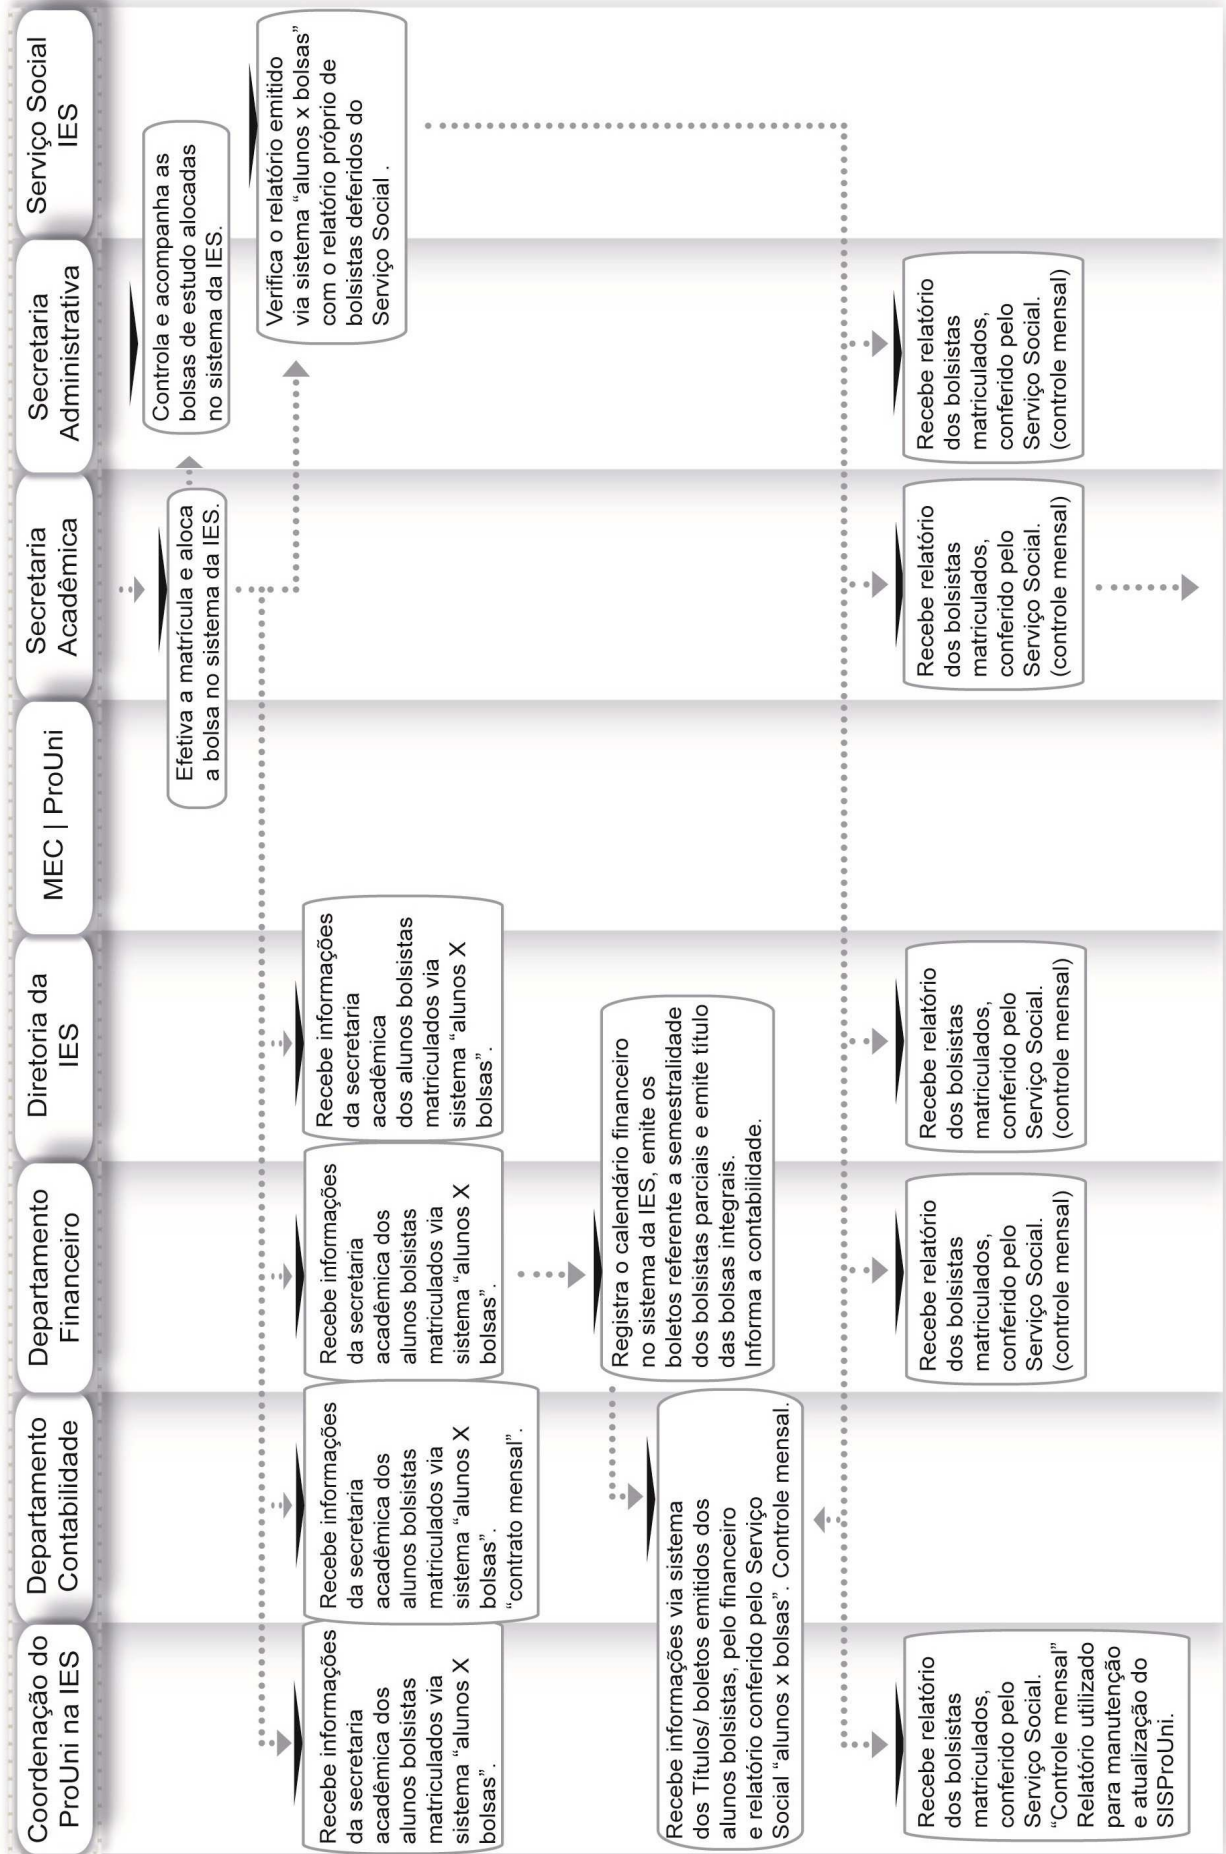 Coordenação do
ProUni na IES
Departamento
Contabilidade
Departamento
Financeiro
Diretoria da
IES
MEC | ProUni
Secretaria
Acadêmica
Secretaria
Administrativa
Serviço Social
IES
Efetiva a matrícula e aloca
a bolsa no sistema da IES.
Controla e acompanha as
bolsas de estudo alocadas
no sistema da IES.
Verifica o relatório emitido
via sistema “alunos x bolsas”
com o relatório próprio de
bolsistas deferidos do
Serviço Social .
Recebe informações
da secretaria
acadêmica dos
alunos bolsistas
matriculados via
sistema “alunos X
bolsas”.
Recebe informações
da secretaria
acadêmica dos
alunos bolsistas
matriculados via
sistema “alunos X
bolsas”.
“contrato mensal”.
Recebe informações
da secretaria
acadêmica dos
alunos bolsistas
matriculados via
sistema “alunos X
bolsas”.
Recebe informações
da secretaria
acadêmica
dos alunos bolsistas
matriculados via
sistema “alunos X
bolsas”.
Registra o calendário financeiro
no sistema da IES, emite os
boletos referente a semestralidade
dos bolsistas parciais e emite título
das bolsas integrais.
Informa a contabilidade.
Recebe informações via sistema
dos Títulos/ boletos emitidos dos
alunos bolsistas, pelo financeiro
e relatório conferido pelo Serviço
Social “alunos x bolsas”. Controle mensal.
Recebe relatório
dos bolsistas
matriculados,
conferido pelo
Serviço Social.
“Controle mensal”
Relatório utilizado
para manutenção
e atualização do
SISProUni.
Recebe relatório
dos bolsistas
matriculados,
conferido pelo
Serviço Social.
(controle mensal)
Recebe relatório
dos bolsistas
matriculados,
conferido pelo
Serviço Social.
(controle mensal)
Recebe relatório
dos bolsistas
matriculados,
conferido pelo
Serviço Social.
(controle mensal)
Recebe relatório
dos bolsistas
matriculados,
conferido pelo
Serviço Social.
(controle mensal)